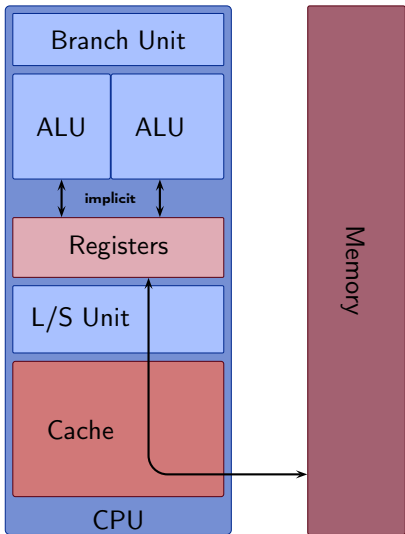 Branch Unit
ALU
ALU
implicit
Registers
L/S Unit
Cache
CPU
Memory